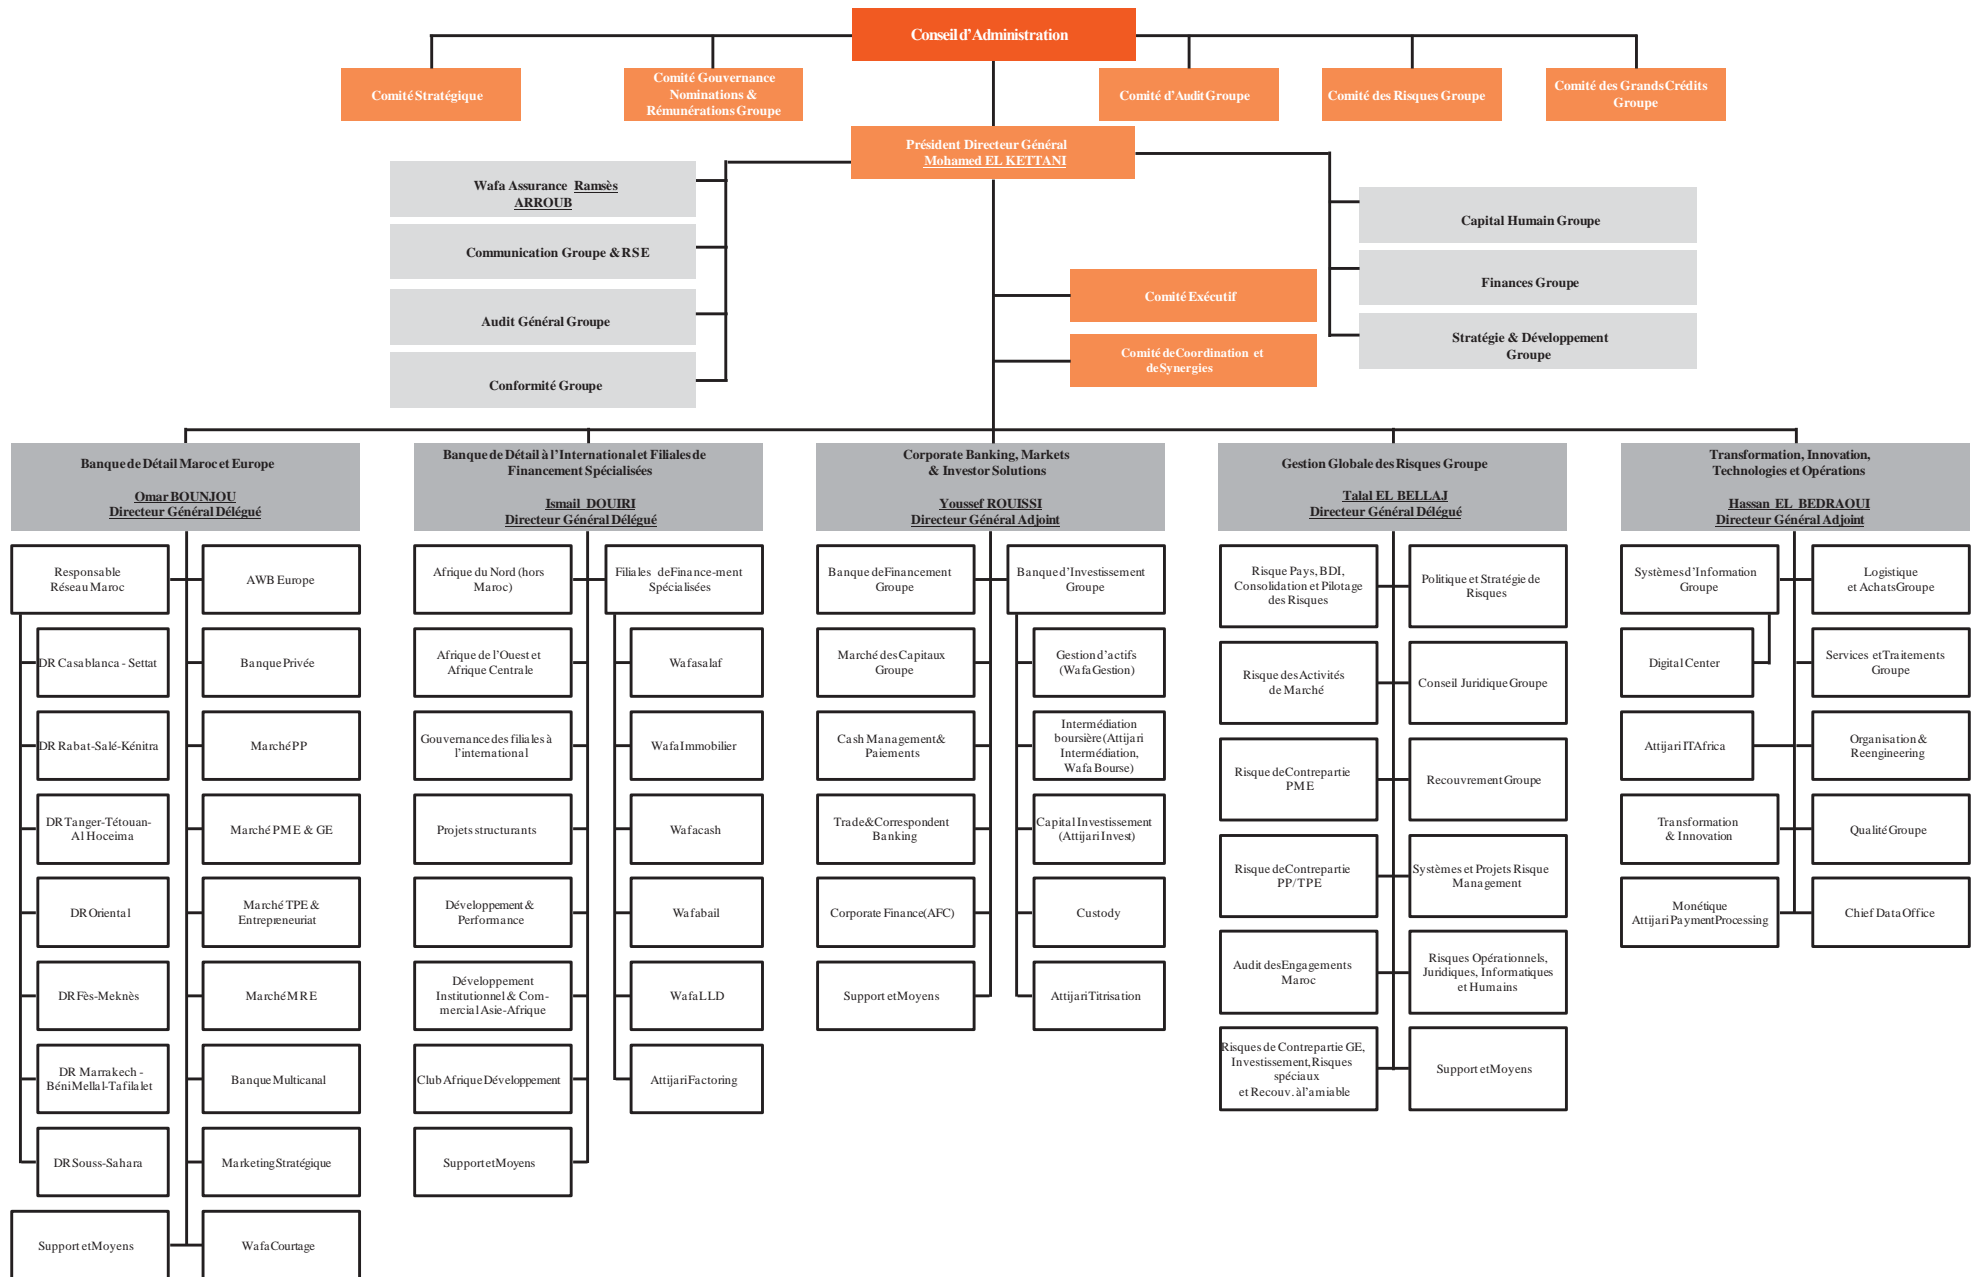 Conseil d'Administration
Comité Stratégique
Comité Gouvernance
Nominations &
Rémunérations Groupe
Comité d'Audit Groupe
Comité des Risques Groupe
Comité des Grands Crédits
Groupe
Président Directeur Général
Mohamed EL KETTANI
Wafa Assurance Ramsès
ARROUB
Communication Groupe & RSE
Audit Général Groupe
Conformité Groupe
Capital Humain Groupe
Finances Groupe
Stratégie & Développement
Groupe
Comité Exécutif
Comité de Coordination et
de Synergies
Banque de Détail Maroc et Europe
Omar BOUNJOU
Directeur Général Délégué
Responsable
Réseau Maroc
AWB Europe
DR Casablanca - Settat
Banque Privée
DR Rabat-Salé-Kénitra
Marché PP
DR Tanger-Tétouan-
Al Hoceima
Marché PME & GE
DR Oriental
Marché TPE &
Entrepreneuriat
DR Fès-Meknès
Marché MRE
DR Marrakech -
Béni Mellal-Tafilalet
Banque Multicanal
DR Souss-Sahara
Marketing Stratégique
Support et Moyens
Wafa Courtage
Banque de Détail à l'International et Filiales de
Financement Spécialisées
Ismail DOUIRI
Directeur Général Délégué
Afrique du Nord (hors
Maroc)
Filiales de Finance-ment
Spécialisées
Afrique de l'Ouest et
Afrique Centrale
Wafasalaf
Gouvernance des filiales à
l'international
Wafa Immobilier
Projets structurants
Wafacash
Développement &
Performance
Wafabail
Développement
Institutionnel & Com-
mercial Asie-Afrique
Wafa LLD
Club Afrique Développement
Attijari Factoring
Support et Moyens
Corporate Banking, Markets
& Investor Solutions
Youssef ROUISSI
Directeur Général Adjoint
Banque de Financement
Groupe
Banque d'Investissement
Groupe
Marché des Capitaux
Groupe
Gestion d'actifs
(Wafa Gestion)
Cash Management &
Paiements
Intermédiation
boursière (Attijari
Intermédiation,
Wafa Bourse)
Trade & Correspondent
Banking
Capital Investissement
(Attijari Invest)
Corporate Finance (AFC)
Custody
Support et Moyens
Attijari Titrisation
Gestion Globale des Risques Groupe
Talal EL BELLAJ
Directeur Général Délégué
Risque Pays, BDI,
Consolidation et Pilotage
des Risques
Politique et Stratégie de
Risques
Risque des Activités
de Marché
Conseil Juridique Groupe
Risque de Contrepartie
PME
Recouvrement Groupe
Risque de Contrepartie
PP/TPE
Systèmes et Projets Risque
Management
Audit des Engagements
Maroc
Risques Opérationnels,
Juridiques, Informatiques
et Humains
Risques de Contrepartie GE,
Investissement, Risques
spéciaux
et Recouv. à l'amiable
Support et Moyens
Transformation, Innovation,
Technologies et Opérations
Hassan EL BEDRAOUI
Directeur Général Adjoint
Systèmes d'Information
Groupe
Logistique
et Achats Groupe
Digital Center
Services et Traitements
Groupe
Attijari IT Africa
Organisation &
Reengineering
Transformation
& Innovation
Qualité Groupe
Monétique
Attijari Payment Processing
Chief Data Office